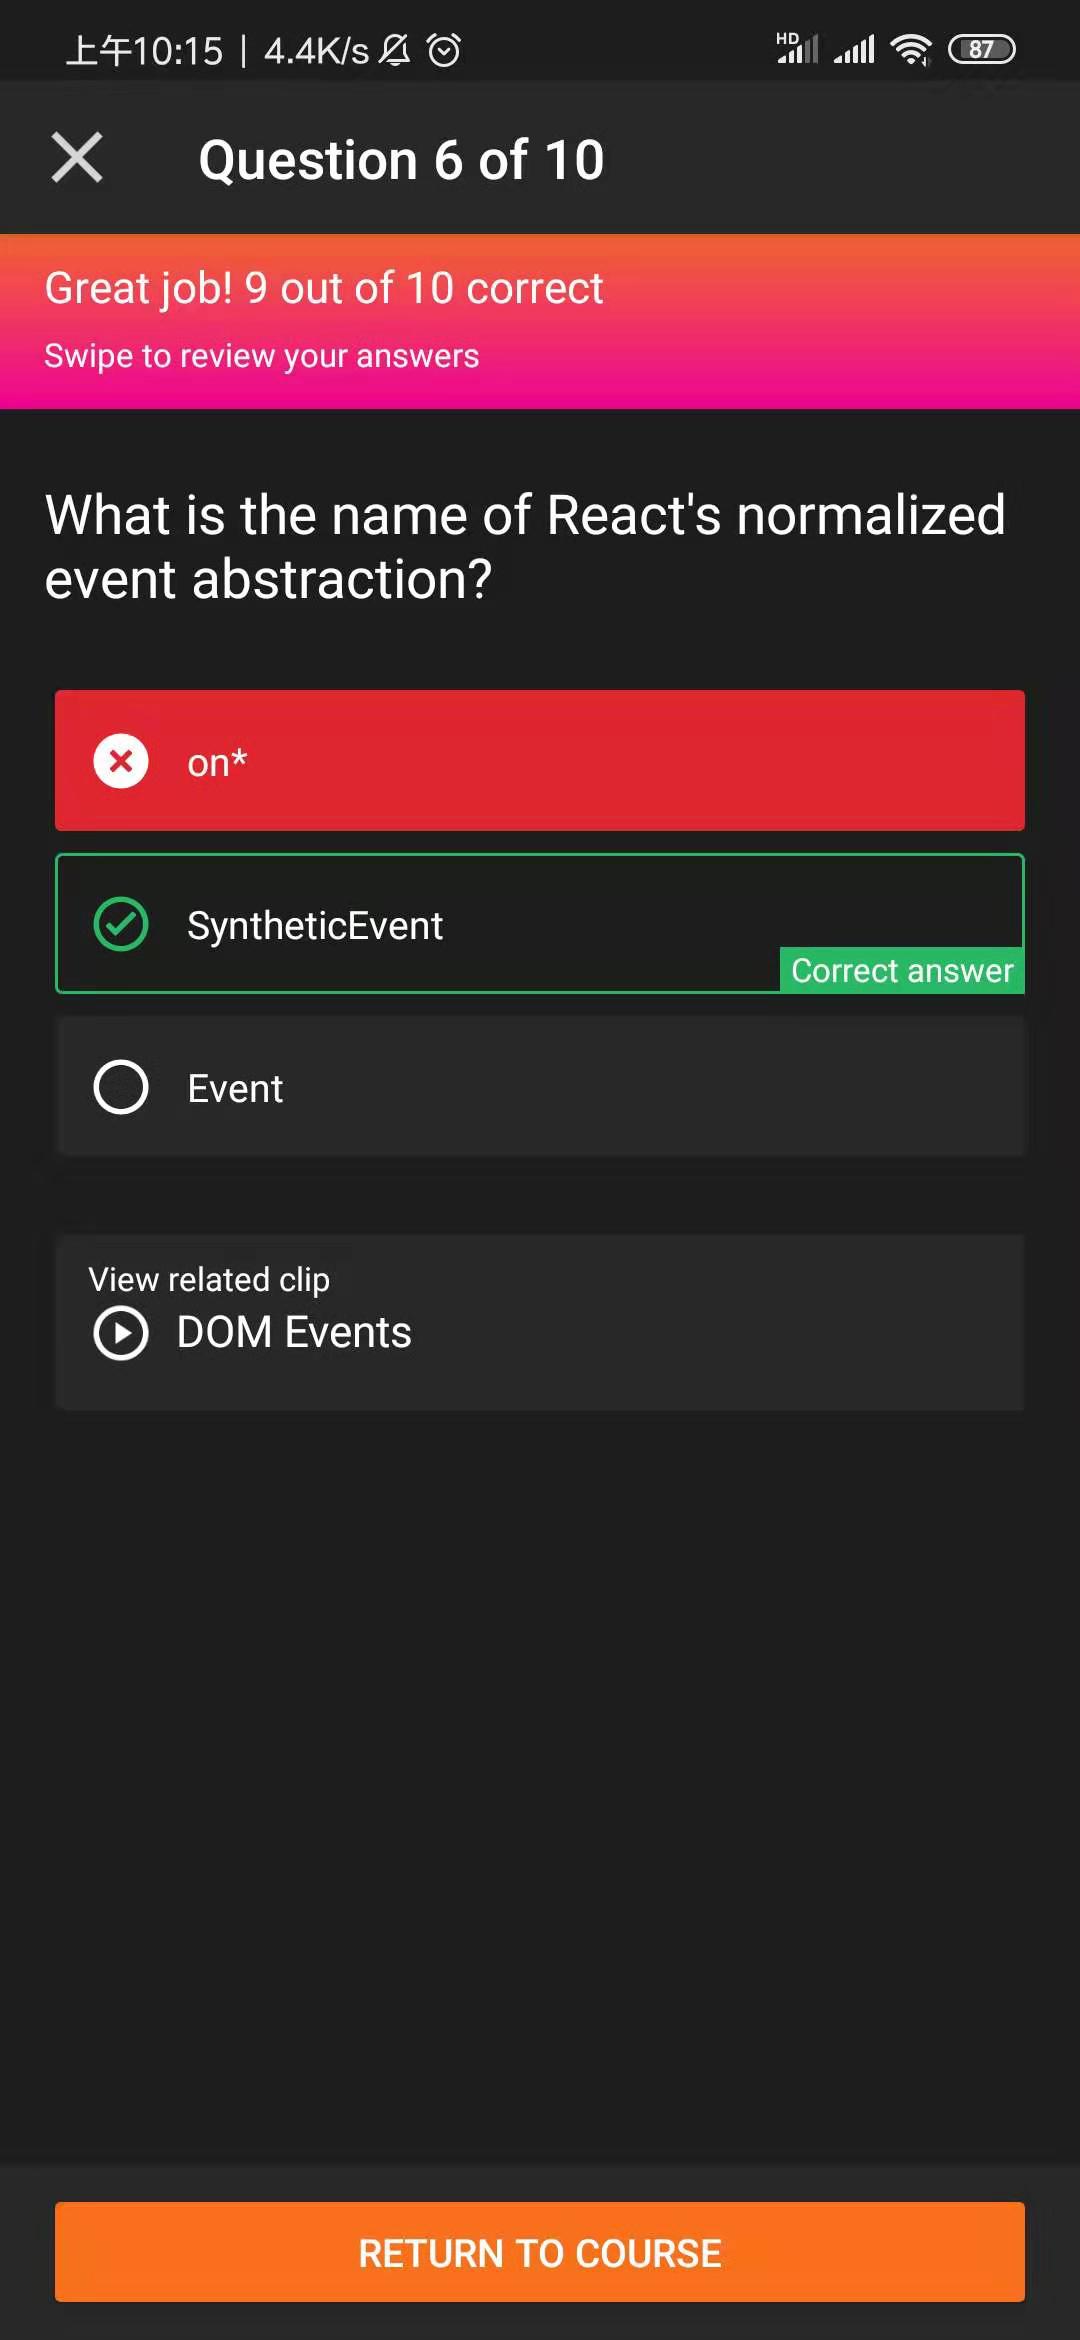 上午10:15 | 4.4K/s
HD
87
Question 6 of 10
Great job! 9 out of 10 correct
Swipe to review your answers
What is the name of React's normalized
event abstraction?
on*
SyntheticEvent
Correct answer
Event
View related clip
DOM Events
RETURN TO COURSE